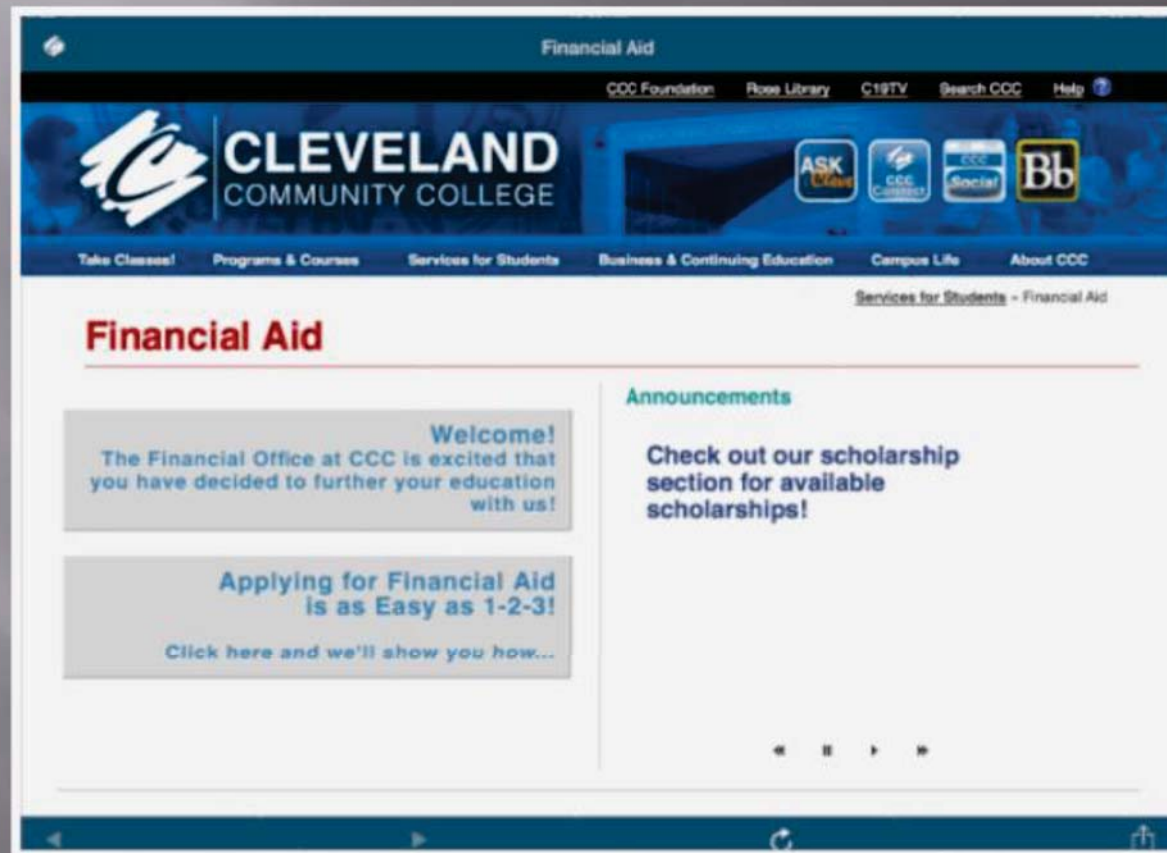 Financial Aid
CCC Foundation Rose Library C19TV Search CCC Help ?
CLEVELAND
COMMUNITY COLLEGE
ASK
Cleve
CCC
Connect
CCC
Social
Bb
Take Classes! Programs & Courses Services for Students Business & Continuing Education Campus Life About CCC
Services for Students - Financial Aid
Financial Aid
Welcome!
The Financial Office at CCC is excited that
you have decided to further your education
with us!
Applying for Financial Aid
is as Easy as 1-2-3!
Click here and we'll show you how...
Announcements
Check out our scholarship
section for available
scholarships!